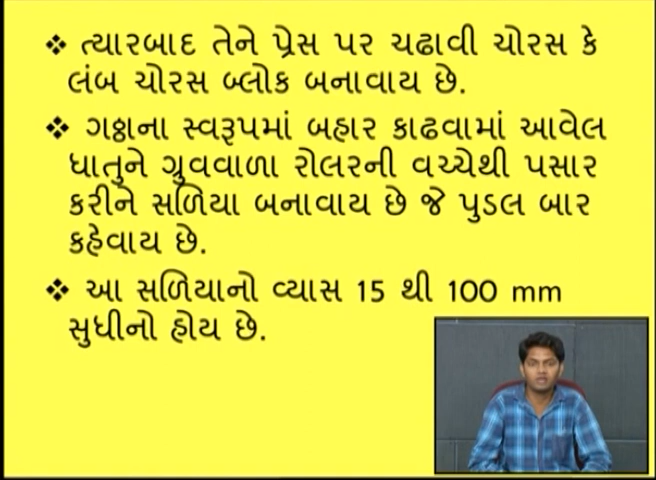 ❖ ત્યારબાદ તેને પ્રેસ પર ચઢાવી ચોરસ કે
લંબ ચોરસ બ્લોક બનાવાય છે.
❖ ગઠ્ઠાના સ્વરૂપમાં બહાર કાઢવામાં આવેલ
ધાતુને ગ્રુવવાળા રોલરની વચ્ચેથી પસાર
કરીને સળિયા બનાવાય છે જે પુડલ બાર
કહેવાય છે.
❖ આ સળિયાનો વ્યાસ 15 થી 100 mm
સુધીનો હોય છે.